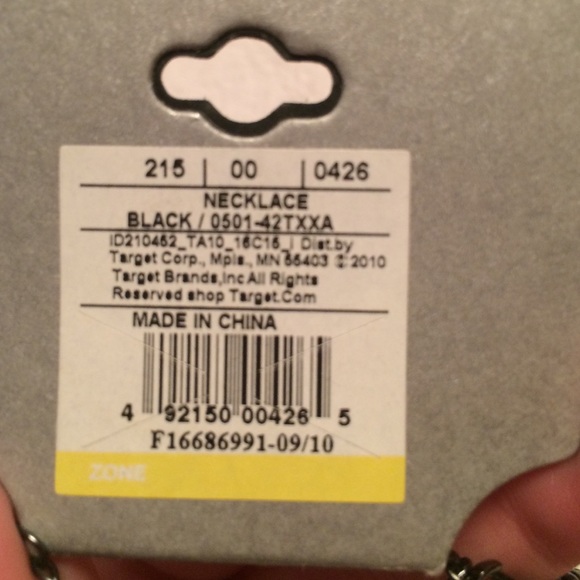 215 | 00 | 0426
NECKLACE
BLACK / 0501-42TXXA
ID210452_TA10_16C15_I Dist.by
Target Corp., Mpls., MN 55403 © 2010
Target Brands,Inc All Rights
Reserved shop Target.Com
MADE IN CHINA
4 92150 00426 5
F16686991-09/10
ZONE